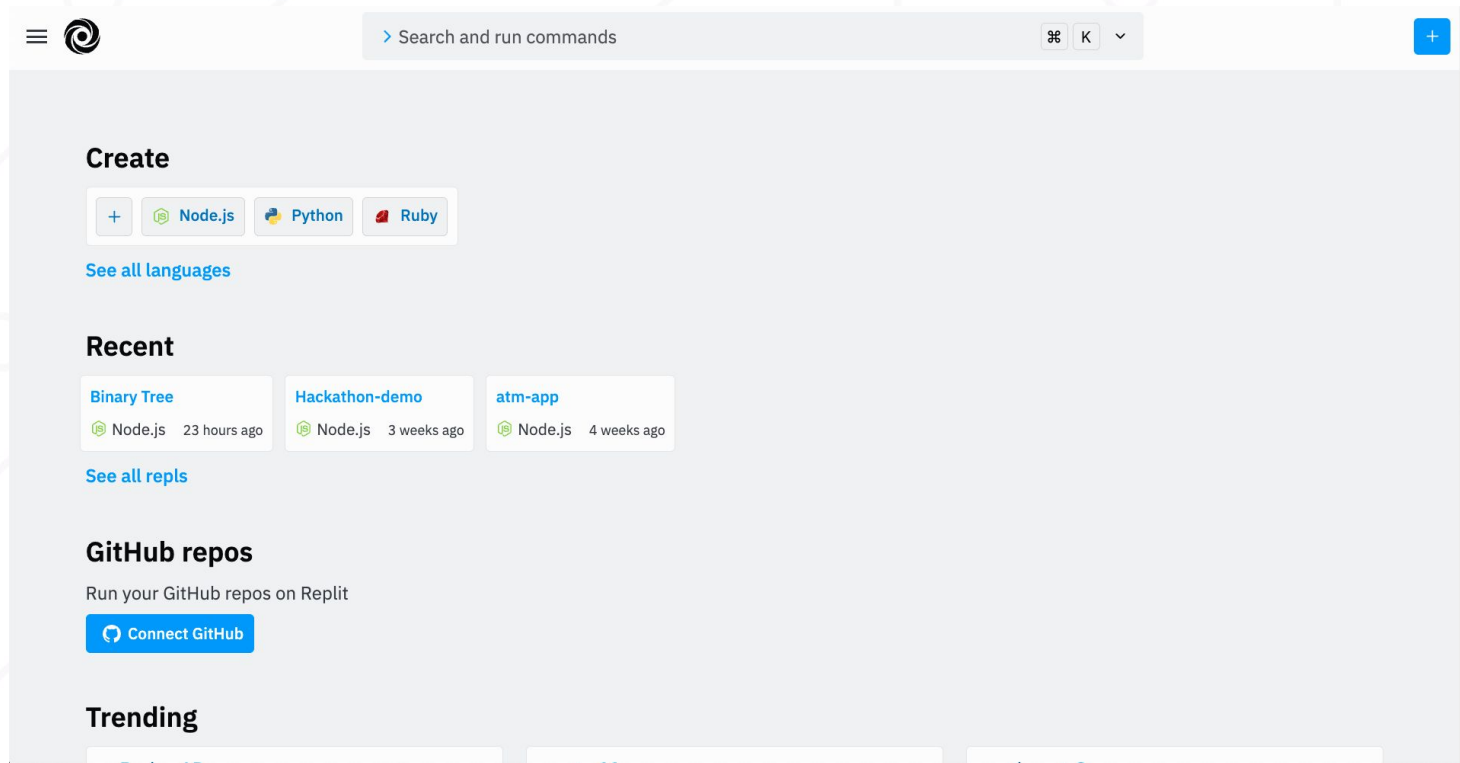 > Search and run commands ⌘ K
+
Create
+ Node.js Python Ruby
See all languages
Recent
Binary Tree Hackathon-demo atm-app
Node.js 23 hours ago Node.js 3 weeks ago Node.js 4 weeks ago
See all repls
GitHub repos
Run your GitHub repos on Replit
Connect GitHub
Trending